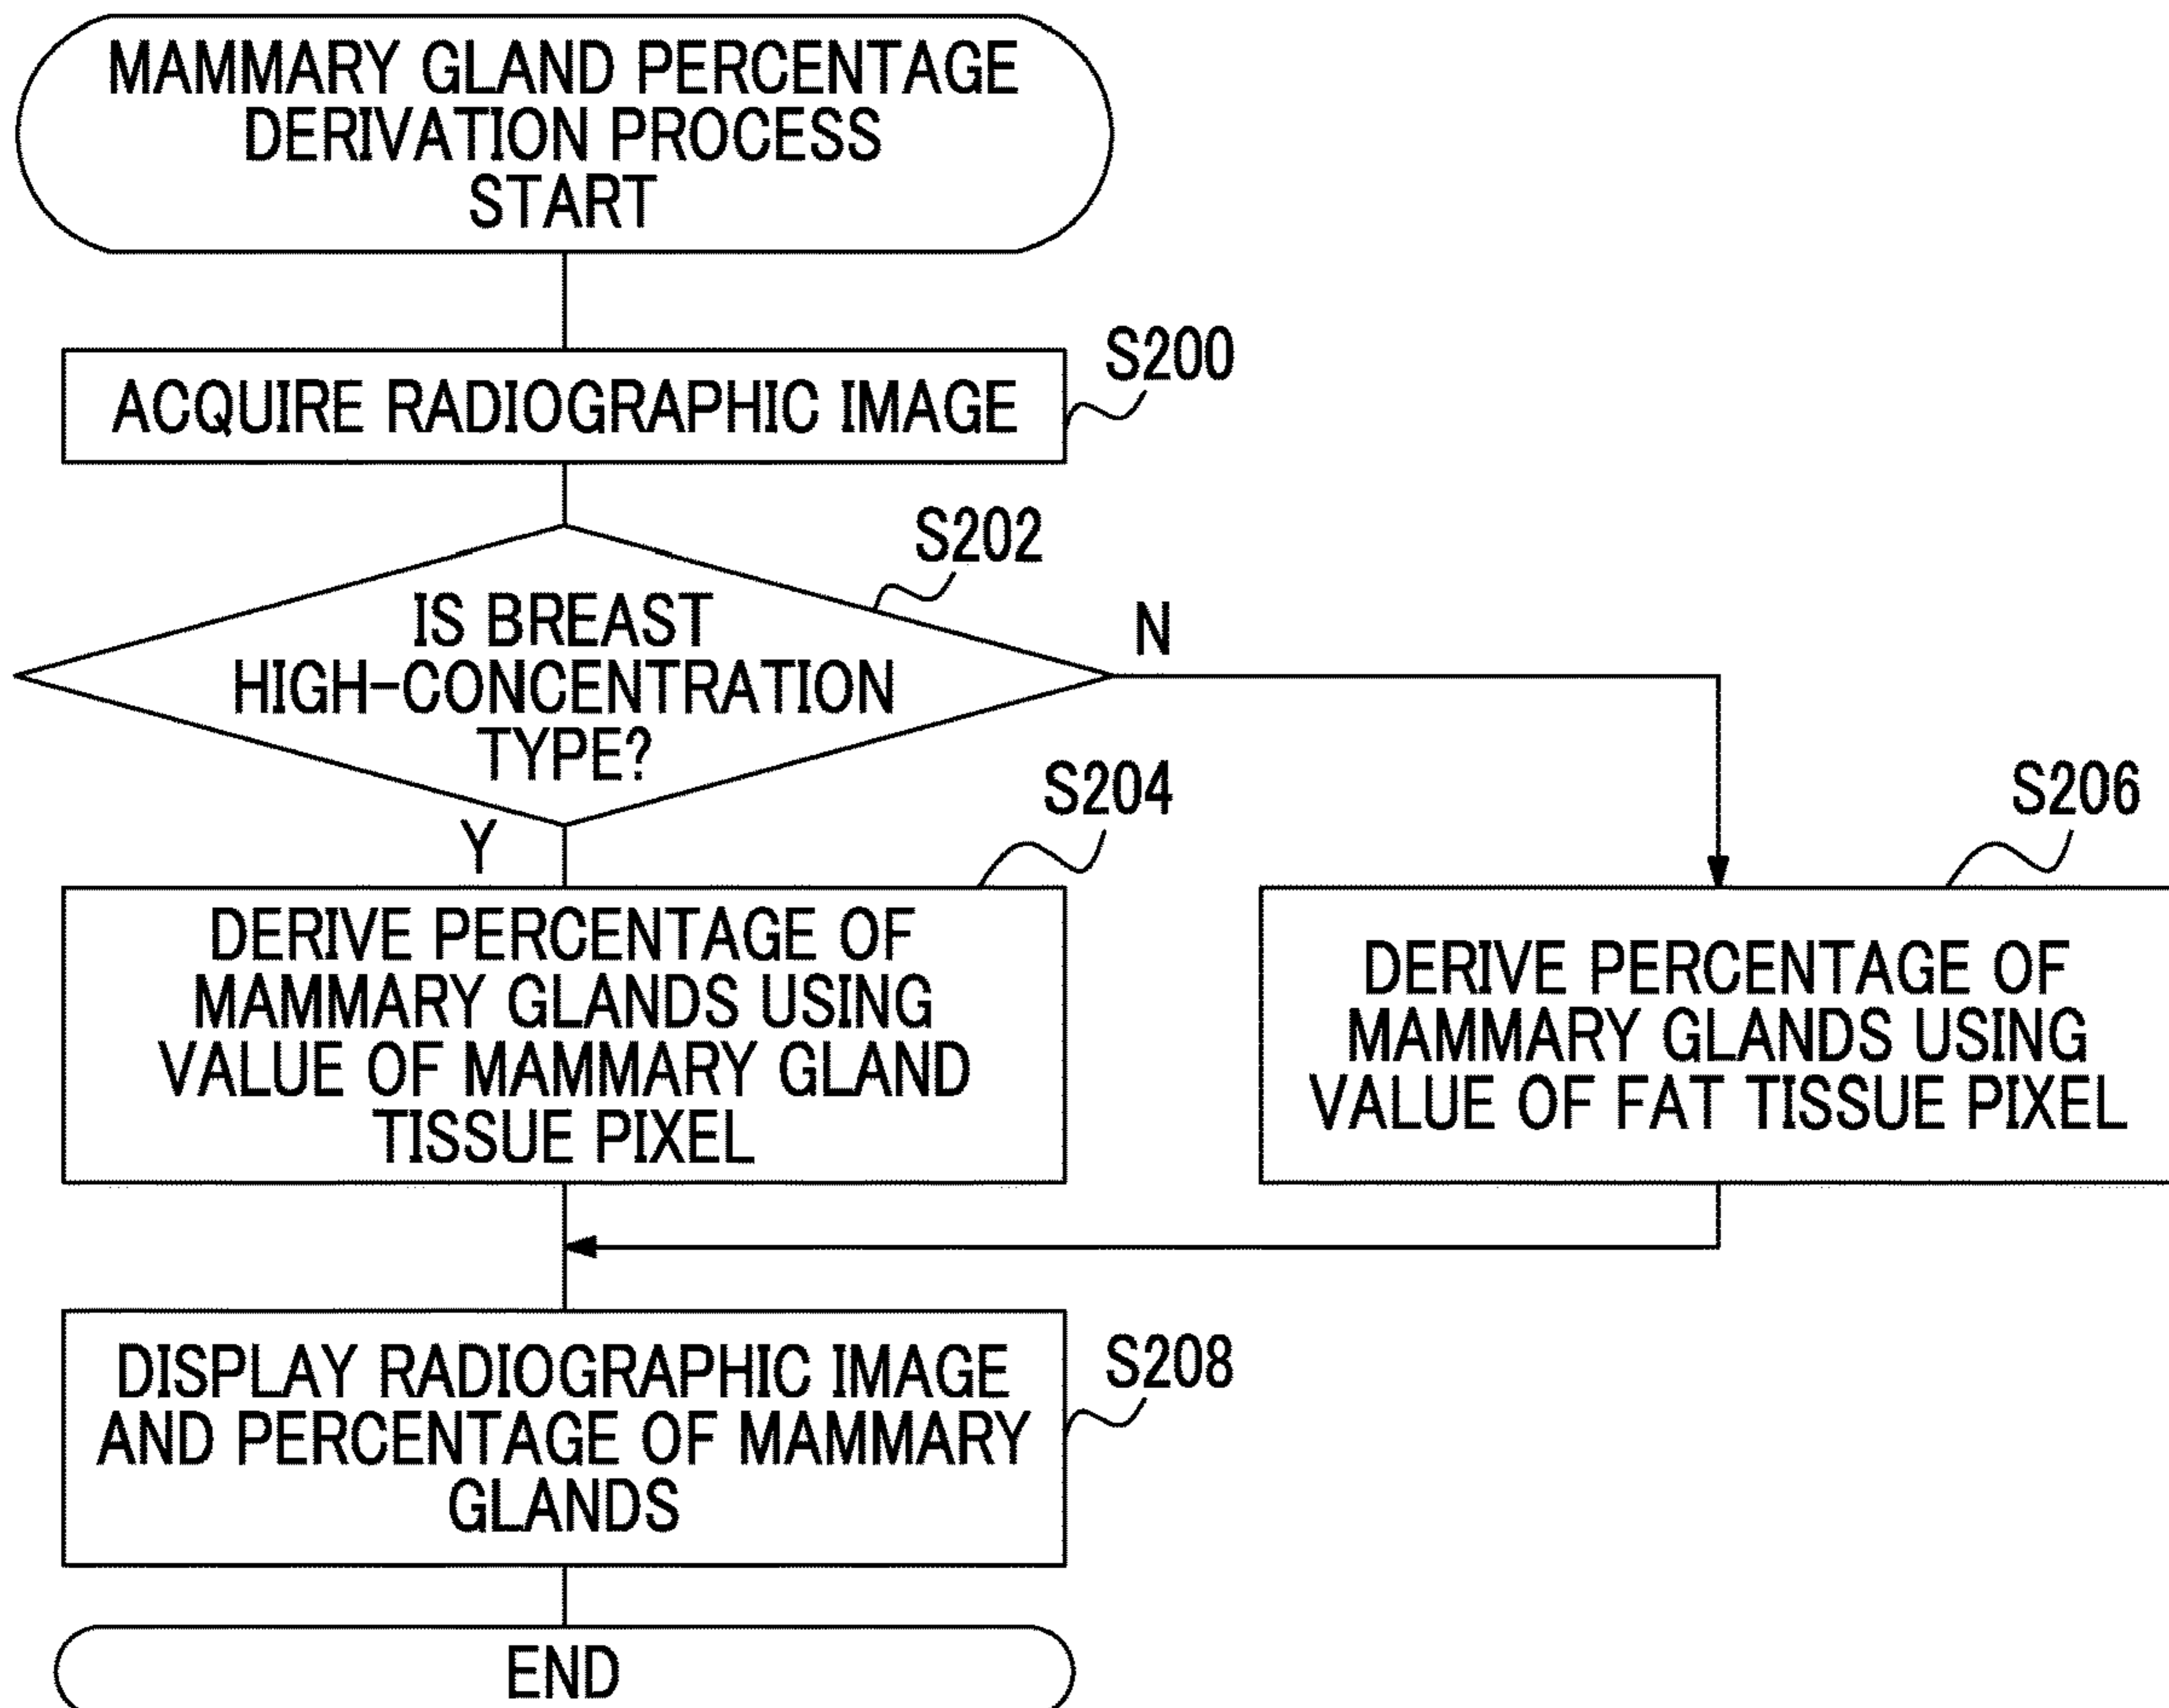 MAMMARY GLAND PERCENTAGE
DERIVATION PROCESS
START
S200
ACQUIRE RADIOGRAPHIC IMAGE
S202
IS BREAST
HIGH-CONCENTRATION
TYPE?
N
Y
S204
DERIVE PERCENTAGE OF
MAMMARY GLANDS USING
VALUE OF MAMMARY GLAND
TISSUE PIXEL
S206
DERIVE PERCENTAGE OF
MAMMARY GLANDS USING
VALUE OF FAT TISSUE PIXEL
S208
DISPLAY RADIOGRAPHIC IMAGE
AND PERCENTAGE OF MAMMARY
GLANDS
END